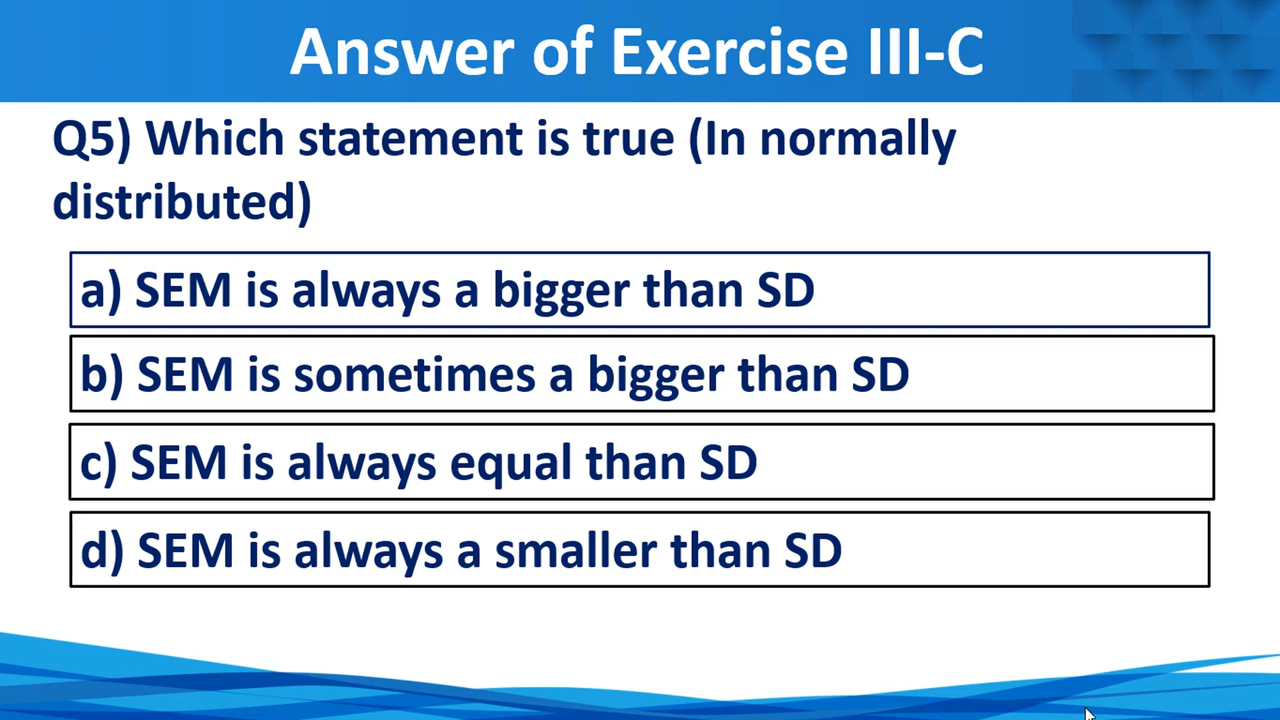 Answer of Exercise III-C
Q5) Which statement is true (In normally
distributed)
a) SEM is always a bigger than SD
b) SEM is sometimes a bigger than SD
c) SEM is always equal than SD
d) SEM is always a smaller than SD